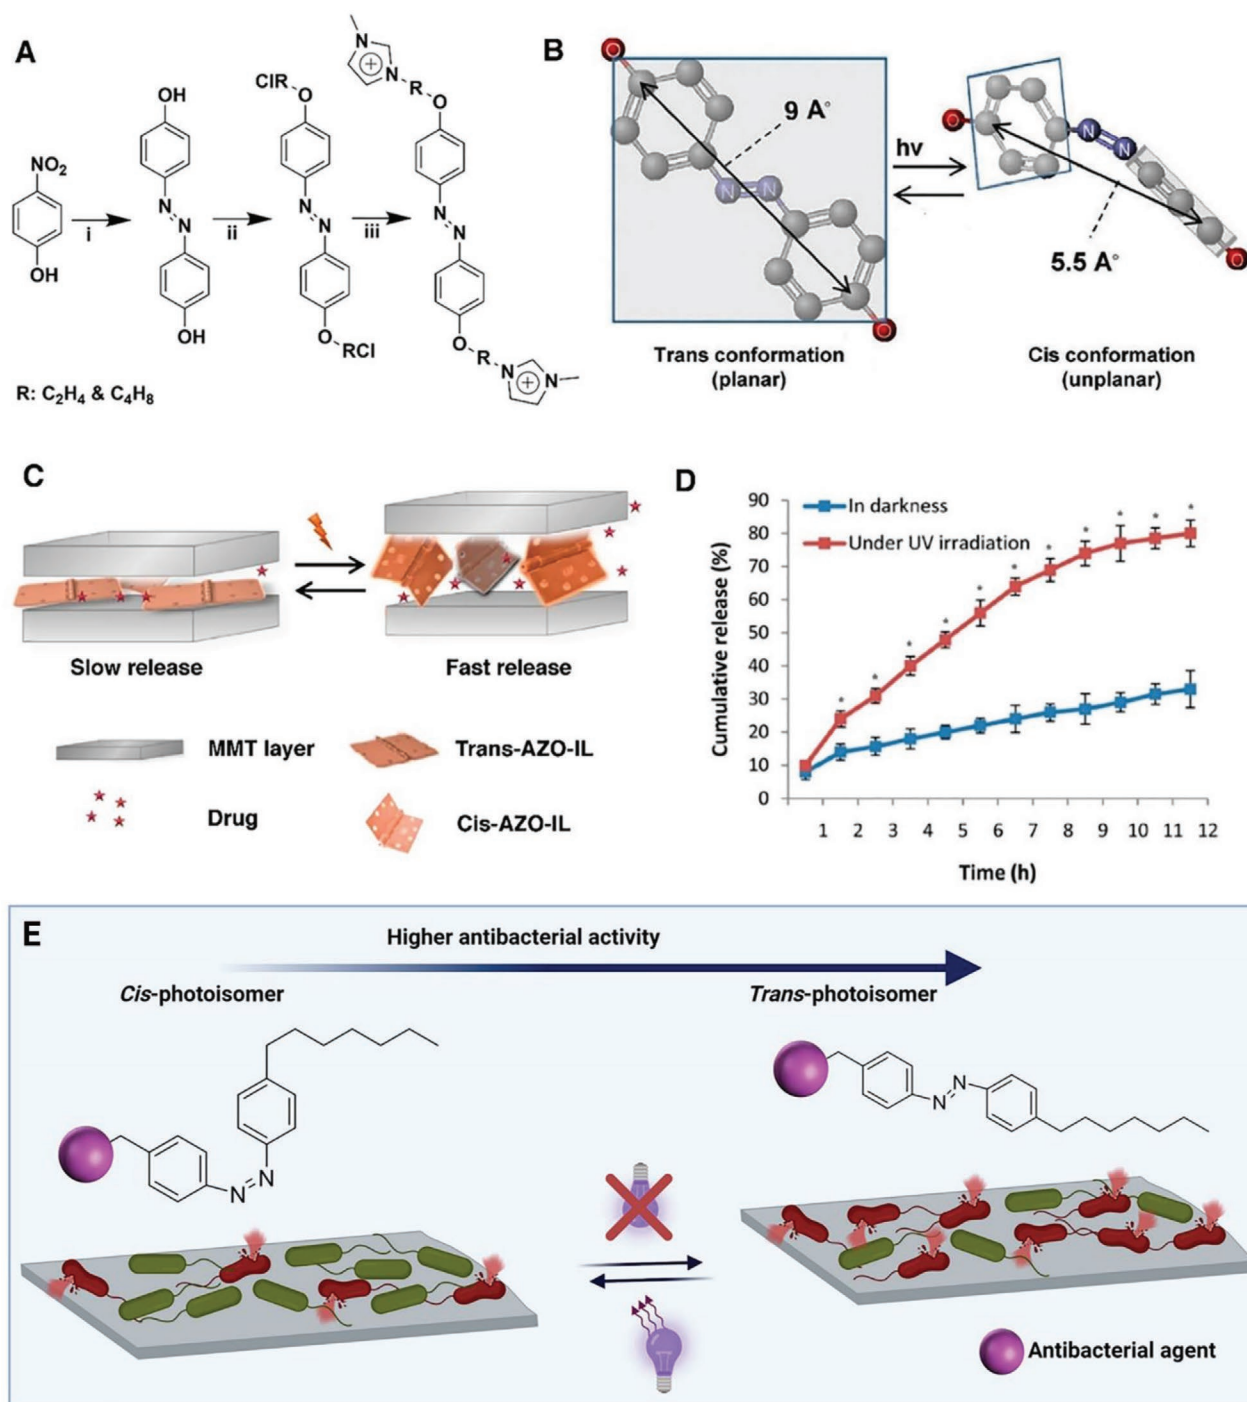 A
NO₂
OH
i
OH
N
N
OH
ii
ClR
O
N
N
O
RCl
iii
N
+
N
R
O
N
N
O
R
N
+
N
R: C₂H₄ & C₄H₈
B
O
9 A°
N
N
O
Trans conformation
(planar)
hv
O
N
N
5.5 A°
O
Cis conformation
(unplanar)
C
Slow release
Fast release
MMT layer
Trans-AZO-IL
Drug
Cis-AZO-IL
D
In darkness
Under UV irradiation
Cumulative release (%)
90
80
70
60
50
40
30
20
10
0
* * * * * * * * * * *
1 2 3 4 5 6 7 8 9 10 11 12
Time (h)
E
Higher antibacterial activity
Cis-photoisomer
Trans-photoisomer
N
N
N
N
Antibacterial agent